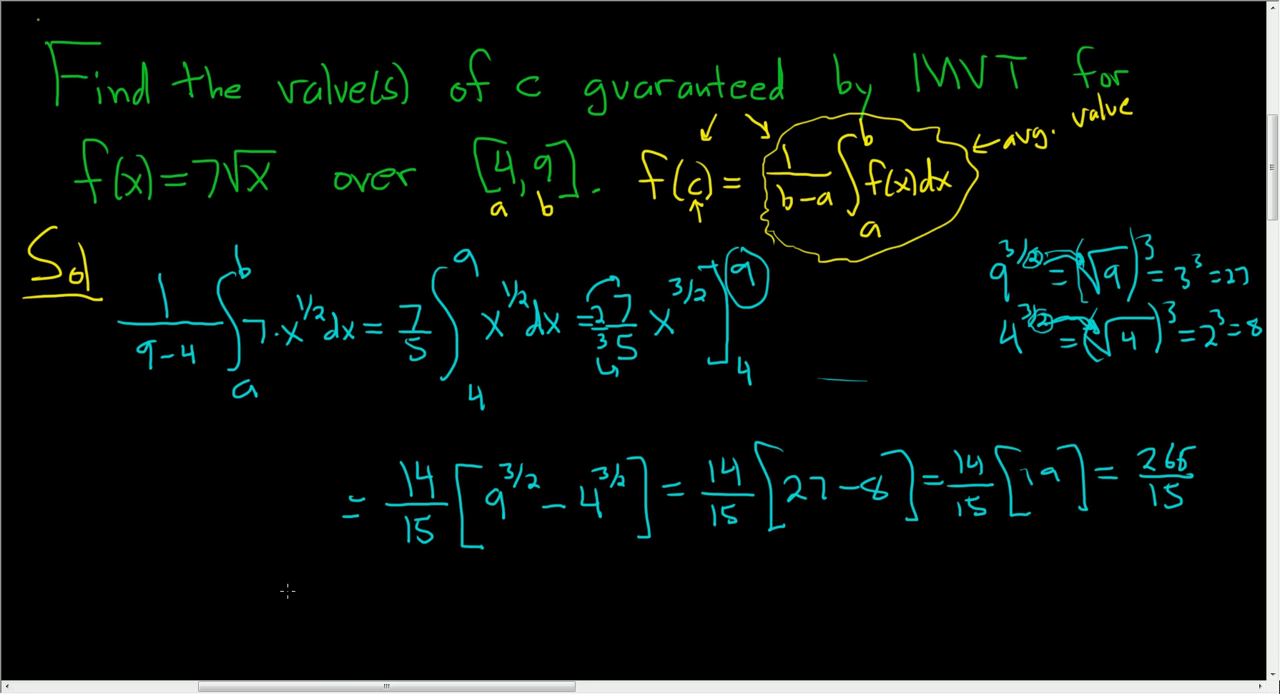 Find the value(s) of c guaranteed by IMVT for
f(x) = 7√x over [4, 9]. f(c) = 1/(b-a) ∫_a^b f(x)dx ← avg. value
a b
Sol
1/(9-4) ∫_a^b 7·x^(1/2) dx = 7/5 ∫_4^9 x^(1/2) dx = 2/3 7/5 x^(3/2) ]_4^9
9^(3/2) = (√9)^3 = 3^3 = 27
4^(3/2) = (√4)^3 = 2^3 = 8
= 14/15 [9^(3/2) - 4^(3/2)] = 14/15 [27 - 8] = 14/15 [19] = 266/15